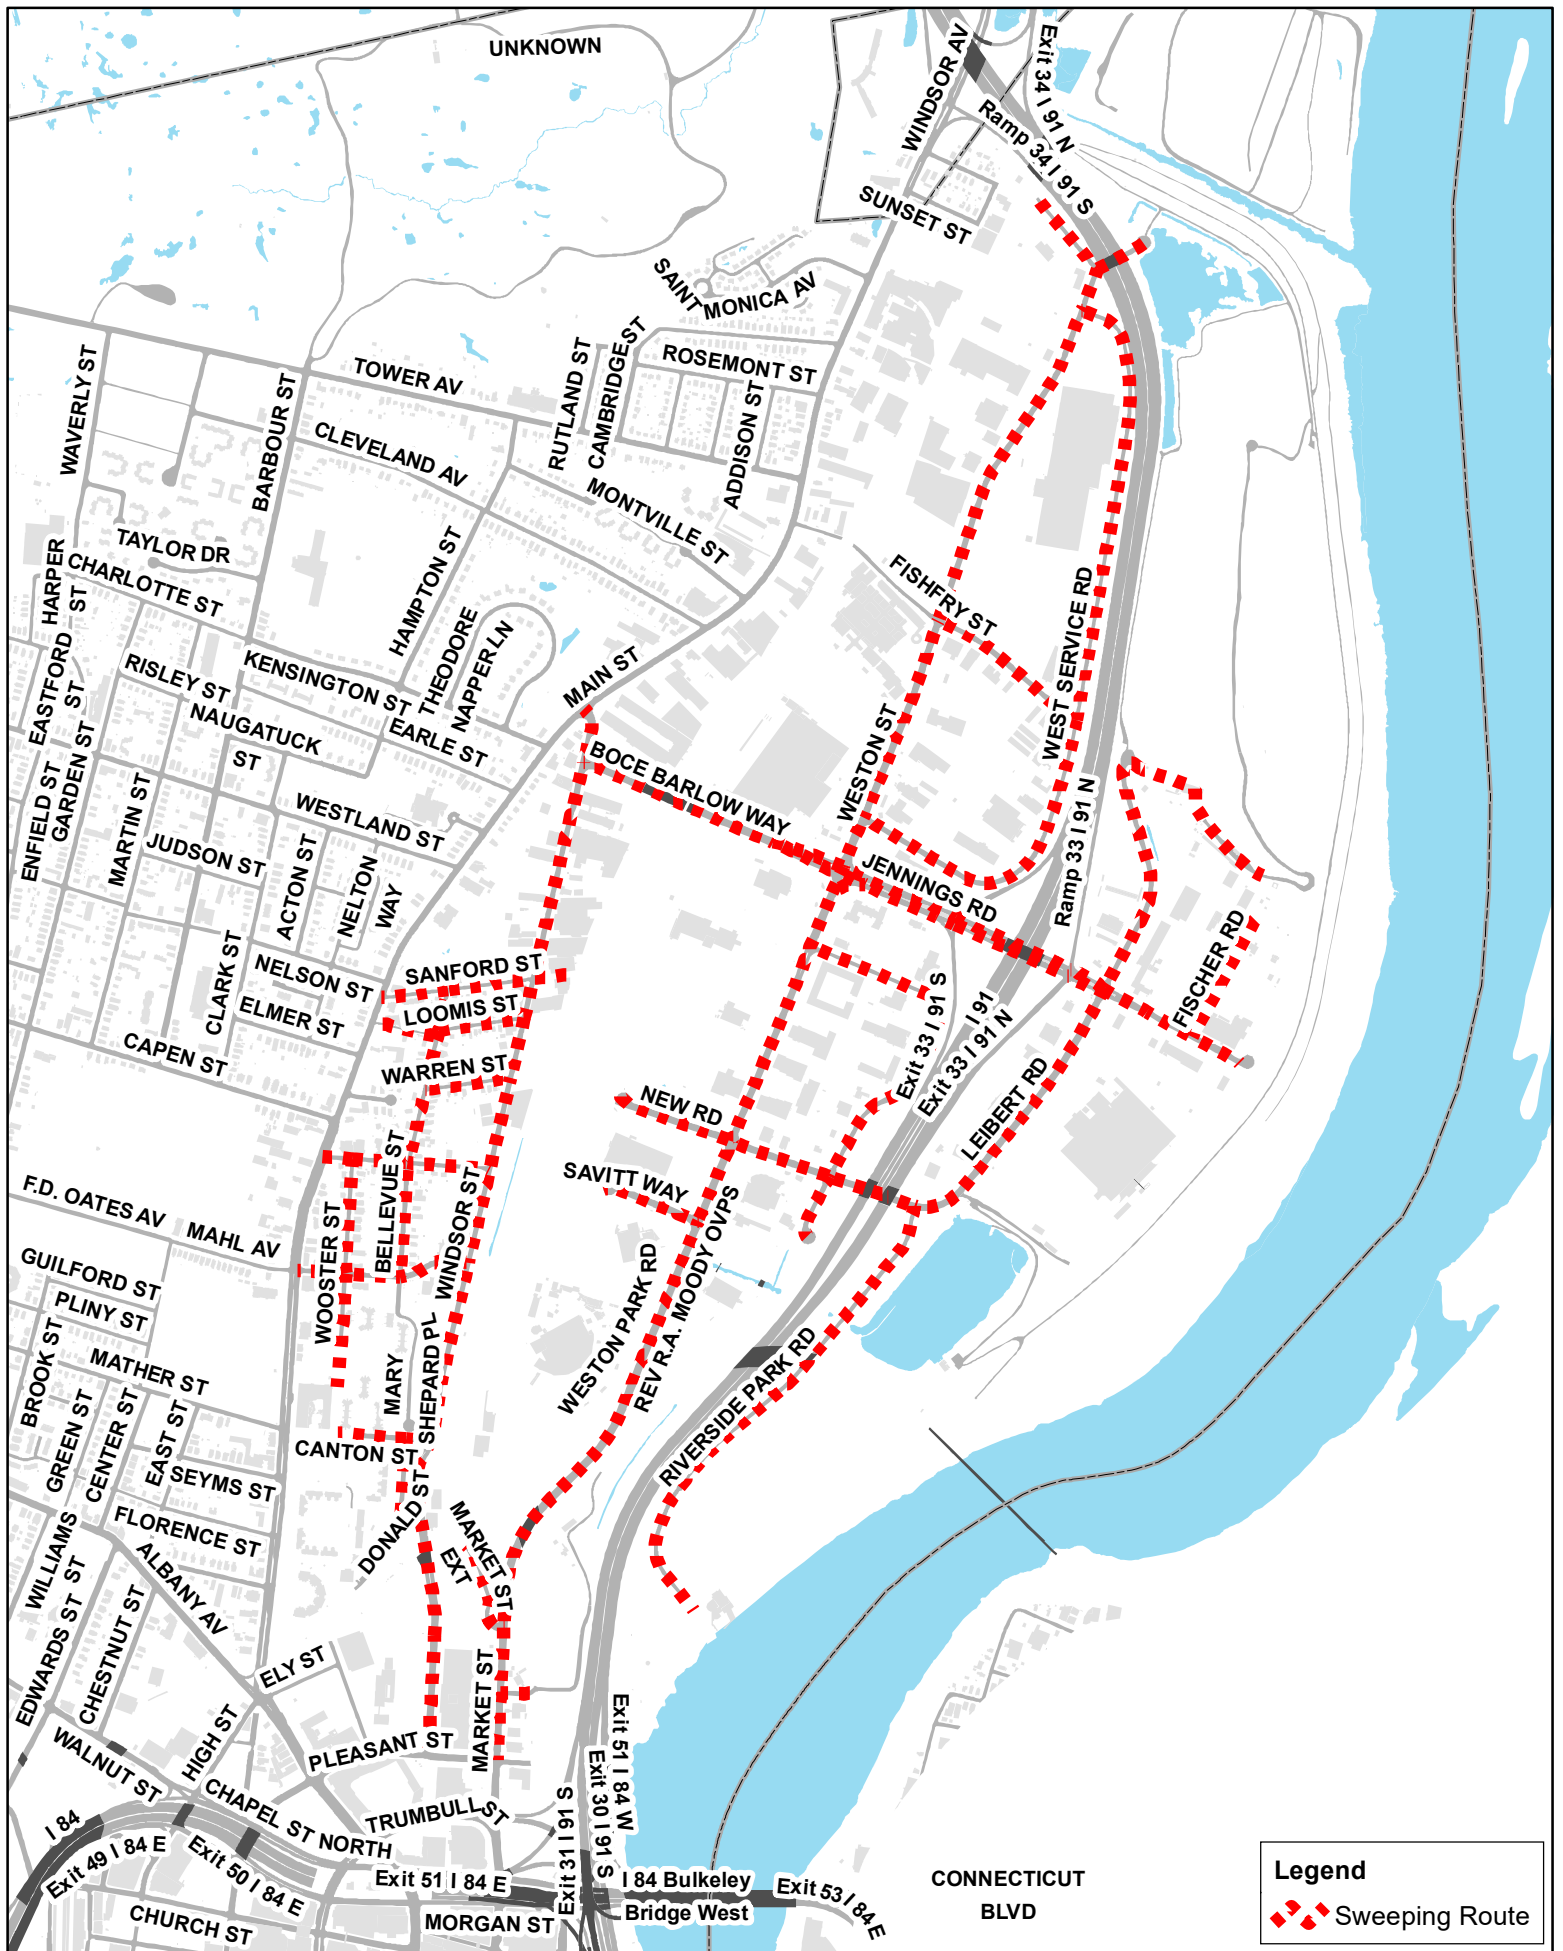 UNKNOWN
WINDSOR AV
Exit 34 I 91 N
Ramp 34 I 91 S
SUNSET ST
SAINT
MONICA AV
WAVERLY ST
TOWER AV
RUTLAND ST
CAMBRIDGE ST
ROSEMONT ST
BARBOUR ST
CLEVELAND AV
ADDISON ST
MONTVILLE ST
TAYLOR DR
HARPER
ST
CHARLOTTE ST
HAMPTON ST
FISHFRY ST
WEST SERVICE RD
THEODORE
NAPPER LN
EASTFORD
ST
RISLEY ST
KENSINGTON ST
MAIN ST
NAUGATUCK
ST
EARLE ST
GARDEN ST
ENFIELD ST
MARTIN ST
WESTON ST
BOCE BARLOW WAY
WESTLAND ST
JUDSON ST
ACTON ST
NELTON
WAY
JENNINGS RD
Ramp 33 I 91 N
CLARK ST
NELSON ST
SANFORD ST
FISCHER RD
ELMER ST
LOOMIS ST
Exit 33 I 91 S
I 91
Exit 33 I 91 N
CAPEN ST
WARREN ST
NEW RD
LEIBERT RD
F.D. OATES AV
MAHL AV
BELLEVUE ST
WINDSOR ST
SAVITT WAY
WOOSTER ST
GUILFORD ST
PLINY ST
WESTON PARK RD
REV R.A. MOODY OVPS
BROOK ST
MATHER ST
MARY
SHEPARD PL
RIVERSIDE PARK RD
GREEN ST
CENTER ST
EAST ST
CANTON ST
SEYMS ST
FLORENCE ST
DONALD ST
MARKET ST
EXT
MARKET ST
WILLIAMS
ST
ALBANY AV
EDWARDS ST
CHESTNUT ST
ELY ST
HIGH ST
WALNUT ST
PLEASANT ST
Exit 51 I 84 W
Exit 30 I 91 S
Exit 31 I 91 S
CHAPEL ST NORTH
TRUMBULL ST
I 84
Exit 49 I 84 E
Exit 50 I 84 E
Exit 51 I 84 E
I 84 Bulkeley
Bridge West
Exit 53 I 84 E
CHURCH ST
MORGAN ST
CONNECTICUT
BLVD
Legend
Sweeping Route